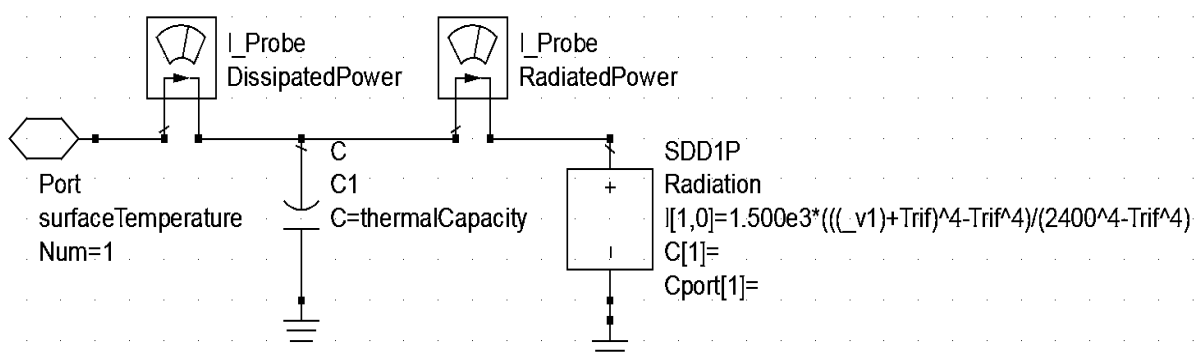 I_Probe
DissipatedPower
I_Probe
RadiatedPower
Port
surfaceTemperature
Num=1
C
C1
C=thermalCapacity
+
SDD1P
Radiation
I[1,0]=1.500e3*(((_v1)+Trif)^4-Trif^4)/(2400^4-Trif^4)
C[1]=
Cport[1]=